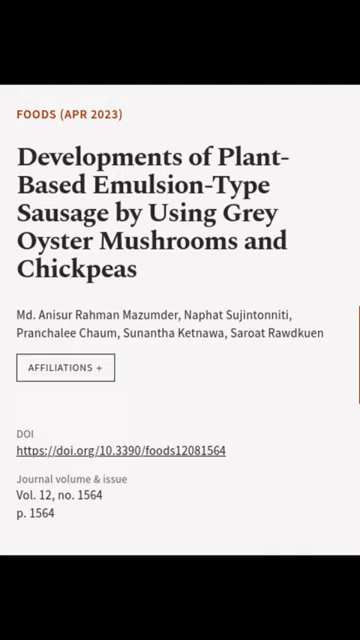 FOODS (APR 2023)
Developments of Plant-
Based Emulsion-Type
Sausage by Using Grey
Oyster Mushrooms and
Chickpeas
Md. Anisur Rahman Mazumder, Naphat Sujintonniti,
Pranchalee Chaum, Sunantha Ketnawa, Saroat Rawdkuen
AFFILIATIONS +
DOI
https://doi.org/10.3390/foods12081564
Journal volume & issue
Vol. 12, no. 1564
p. 1564